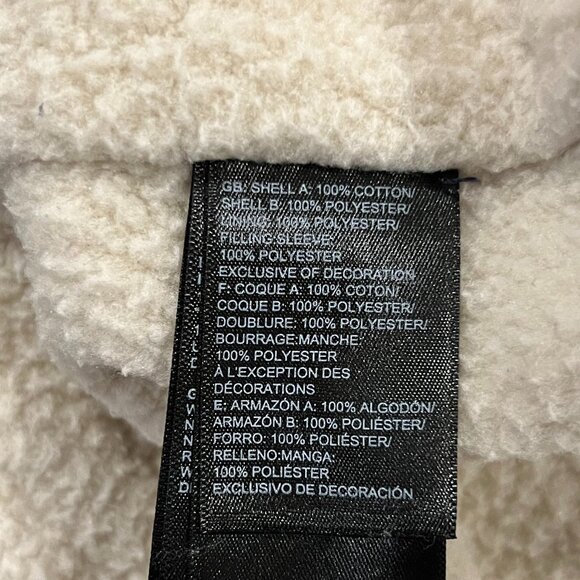 GB: SHELL A: 100% COTTON/
SHELL B: 100% POLYESTER/
LINING: 100% POLYESTER/
FILLING:SLEEVE:
100% POLYESTER
EXCLUSIVE OF DECORATION
F: COQUE A: 100% COTON/
COQUE B: 100% POLYESTER/
DOUBLURE: 100% POLYESTER/
BOURRAGE:MANCHE:
100% POLYESTER
À L'EXCEPTION DES
DÉCORATIONS
E: ARMAZÓN A: 100% ALGODÓN/
ARMAZÓN B: 100% POLIÉSTER/
FORRO: 100% POLIÉSTER/
RELLENO:MANGA:
100% POLIÉSTER
EXCLUSIVO DE DECORACIÓN
G
W
N
N
R
W
D